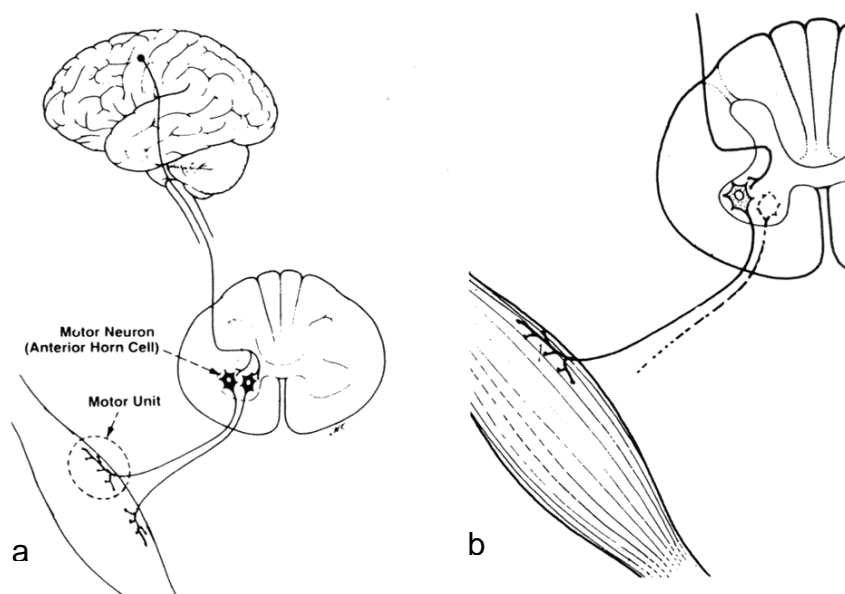 Motor Neuron
(Anterior Horn Cell)
Motor Unit
a
b